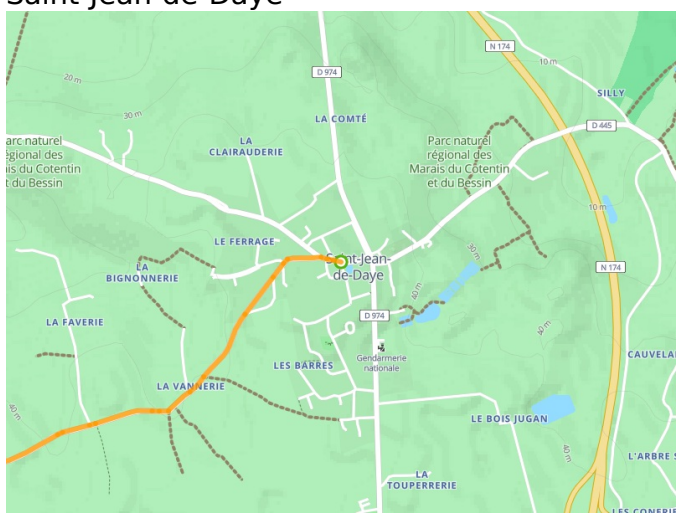 Saint-Jean-de-Daye
N 174
20 m
10 m
D 974
SILLY
30 m
LA COMTÉ
D 445
LA
CLAIRAUDERIE
Parc naturel
régional des
Marais du Cotentin
et du Bessin
arc naturel
égional des
is du Cotentin
t du Bessin
10 m
LE FERRAGE
30 m
Saint-Jean-
de-Daye
LA
BIGNONNERIE
N 174
40 m
LA FAVERIE
D 974
50 m
Gendarmerie
nationale
CAUVELA
LES BARRES
LA VANNERIE
40 m
LE BOIS JUGAN
40 m
L'ARBRE S
LA
TOUPERRERIE
LES CONERIE